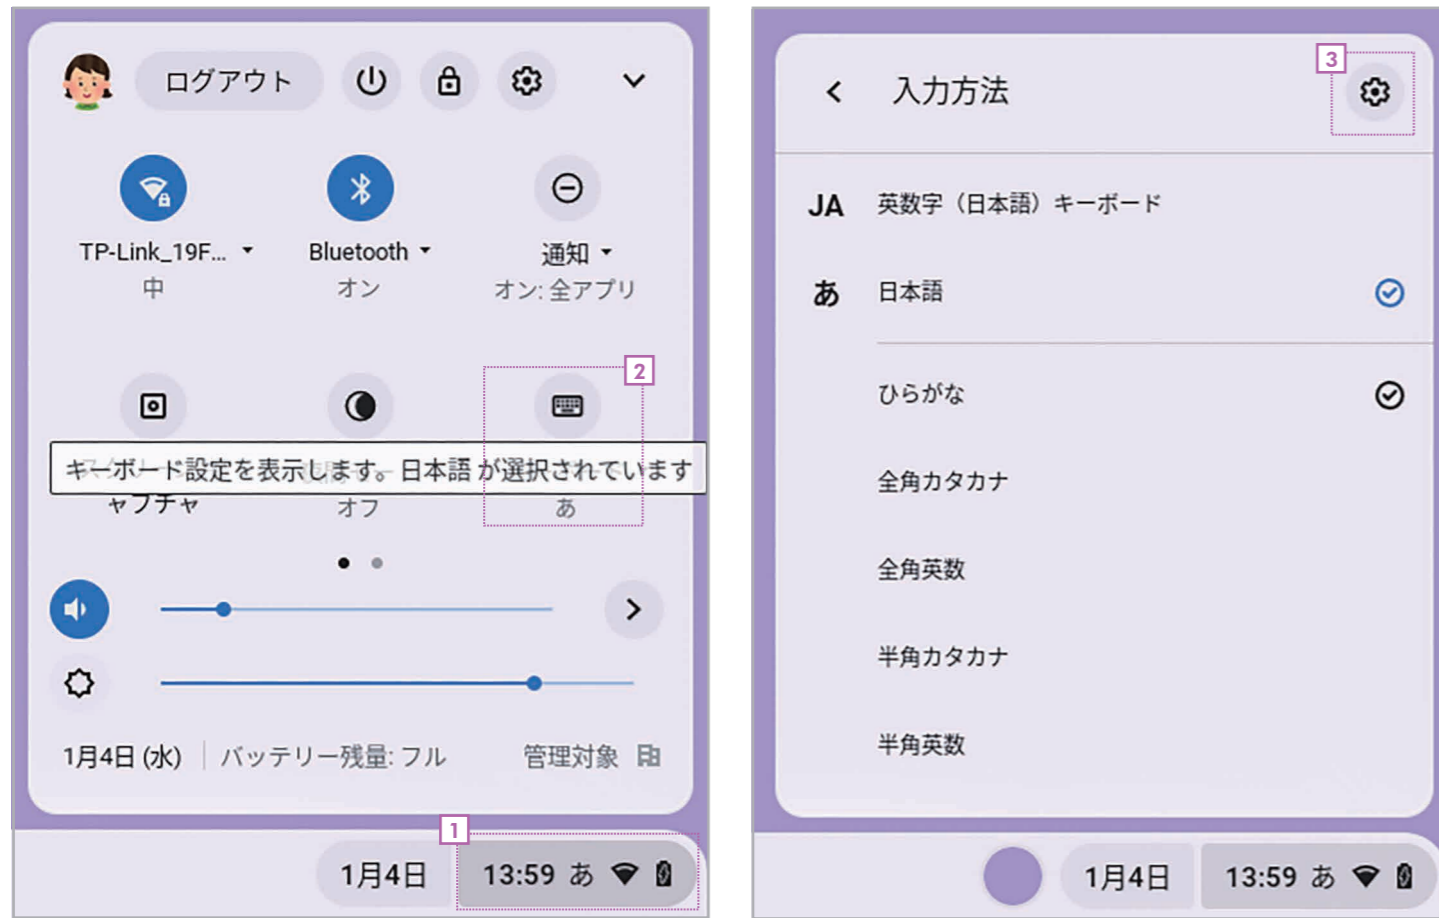 ログアウト
TP-Link_19F...
中
Bluetooth
オン
通知
オン: 全アプリ
2
キーボード設定を表示します。日本語 が選択されています
ャプチャ
オフ
あ
1月4日 (水)
バッテリー残量: フル
管理対象
1
1月4日
13:59 あ
3
入力方法
JA 英数字（日本語）キーボード
あ 日本語
ひらがな
全角カタカナ
全角英数
半角カタカナ
半角英数
1月4日
13:59 あ